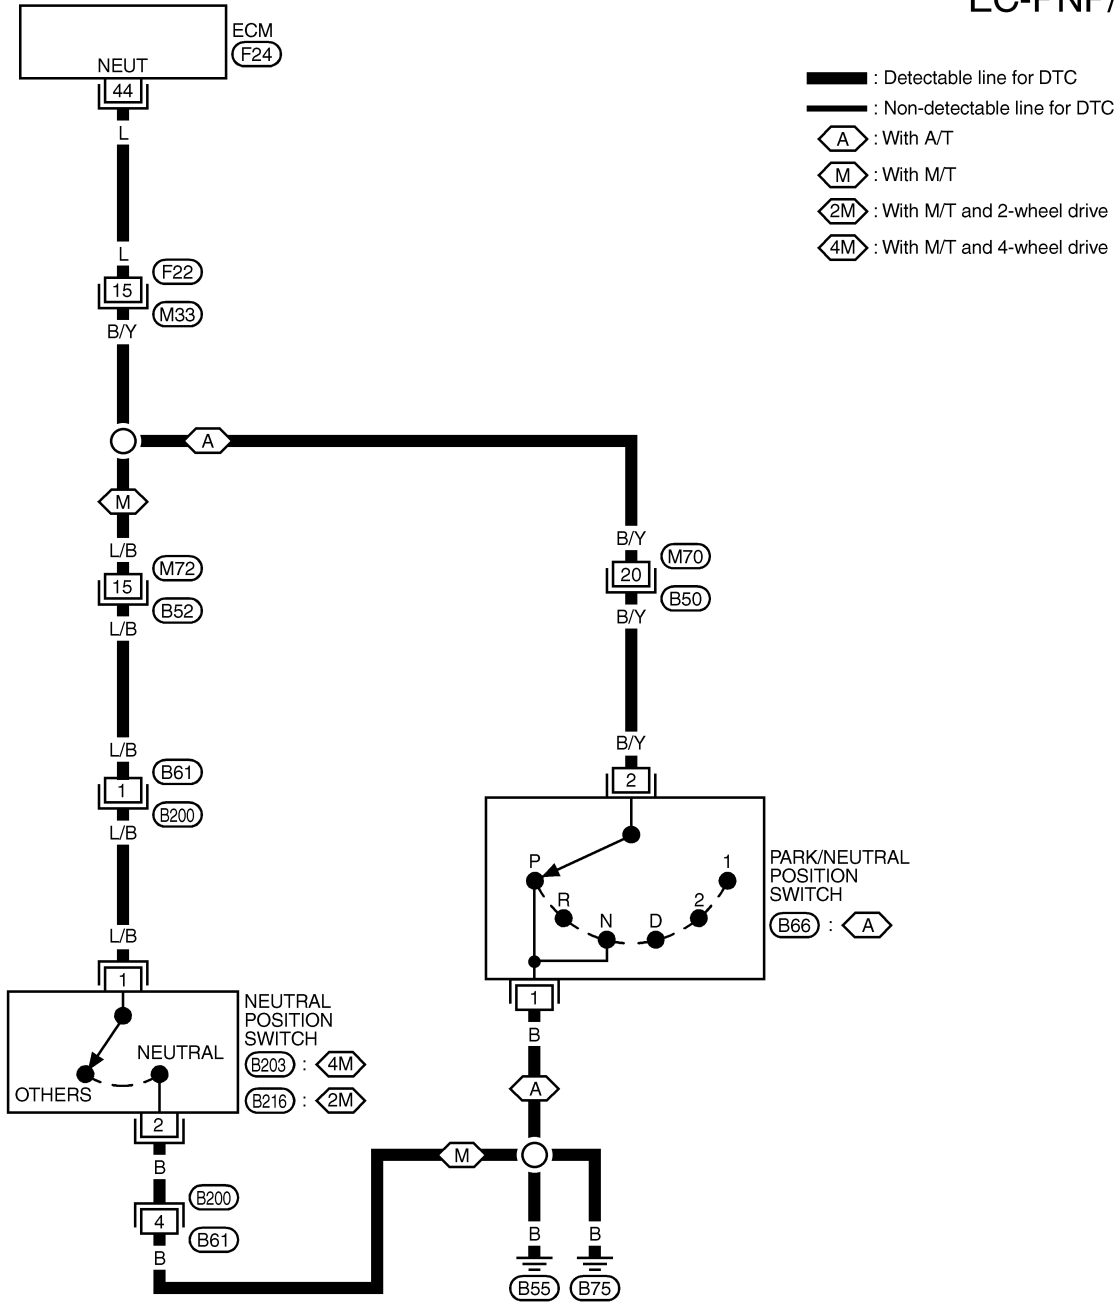 ECM
F24
NEUT
44
: Detectable line for DTC
: Non-detectable line for DTC
A : With A/T
M : With M/T
2M : With M/T and 2-wheel drive
4M : With M/T and 4-wheel drive
L
L
F22
15
M33
B/Y
A
M
L/B
M72
15
B52
L/B
B/Y
M70
20
B50
B/Y
L/B
B61
1
B200
L/B
B/Y
2
P
R
N
D
2
1
PARK/NEUTRAL
POSITION
SWITCH
B66 : A
1
B
A
L/B
1
NEUTRAL
OTHERS
NEUTRAL
POSITION
SWITCH
B203 : 4M
B216 : 2M
2
B
B200
4
B61
B
M
B
B
B55
B75